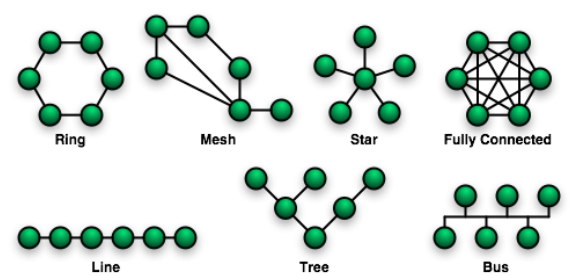 Ring
Mesh
Star
Fully Connected
Line
Tree
Bus